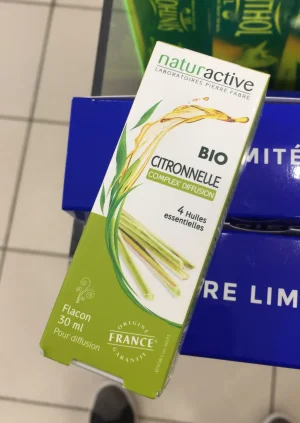 naturactive
LABORATOIRES PIERRE FABRE
BIO
CITRONNELLE
COMPLEX' DIFFUSION
4 Huiles
essentielles
Flacon
30 ml
Pour diffusion
ORIGINE
FRANCE
GARANTIE
MITÉ
RE LIM